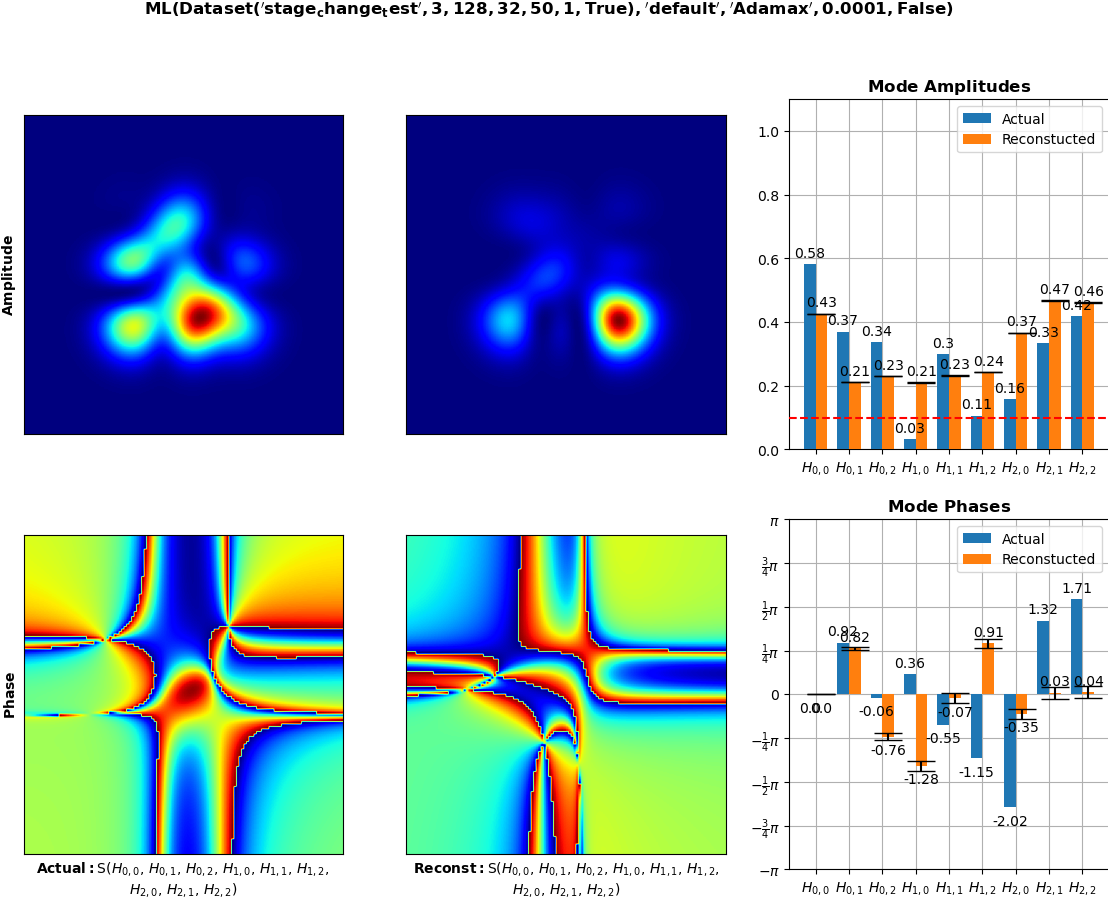 ML(Dataset('stage_change_test', 3, 128, 32, 50, 1, True), 'default', 'Adamax', 0.0001, False)
Amplitude
Mode Amplitudes
Actual
Reconstucted
1.0
0.8
0.6
0.4
0.2
0.0
0.58
0.43
0.37
0.21
0.34
0.23
0.03
0.21
0.3
0.23
0.11
0.24
0.16
0.37
0.33
0.47
0.42
0.46
H0,0 H0,1 H0,2 H1,0 H1,1 H1,2 H2,0 H2,1 H2,2
Phase
Actual: S(H0,0, H0,1, H0,2, H1,0, H1,1, H1,2,
H2,0, H2,1, H2,2)
Reconst: S(H0,0, H0,1, H0,2, H1,0, H1,1, H1,2,
H2,0, H2,1, H2,2)
Mode Phases
Actual
Reconstucted
π
3/4π
1/2π
1/4π
0
−1/4π
−1/2π
−3/4π
−π
0.0
0.0
0.92
0.82
-0.06
-0.76
0.36
-1.28
-0.55
-0.07
-1.15
0.91
-2.02
-0.35
1.32
0.03
1.71
0.04
H0,0 H0,1 H0,2 H1,0 H1,1 H1,2 H2,0 H2,1 H2,2